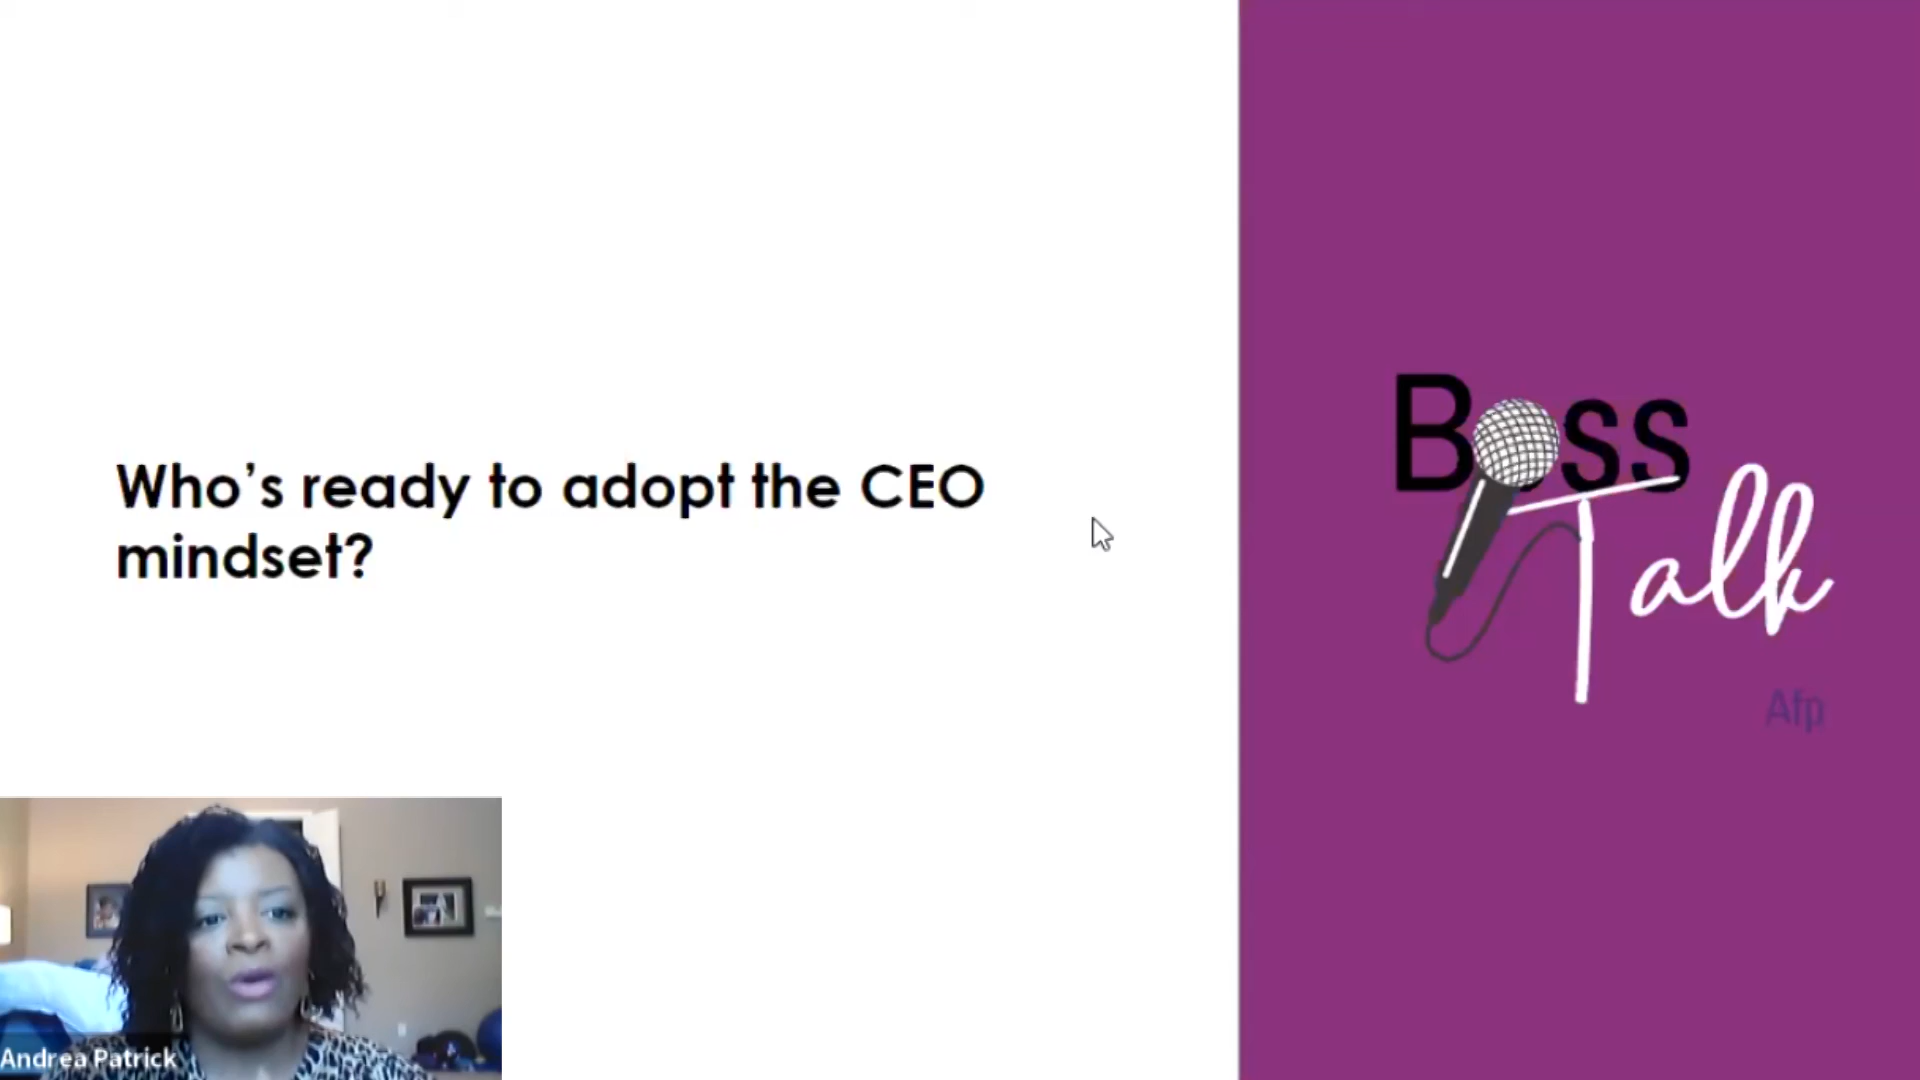 Who's ready to adopt the CEO
mindset?
Boss
Talk
Afp
Andrea Patrick